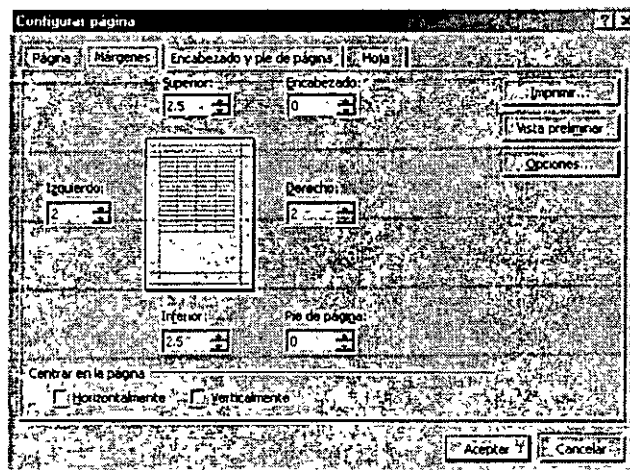 Configurar página
Página Márgenes Encabezado y pie de página Hoja
Superior: Encabezado:
2.5 0
Imprimir...
Vista preliminar
Opciones...
Izquierdo: Derecho:
2 2
Inferior: Pie de página:
2.5 0
Centrar en la página
Horizontalmente Verticalmente
Aceptar Cancelar